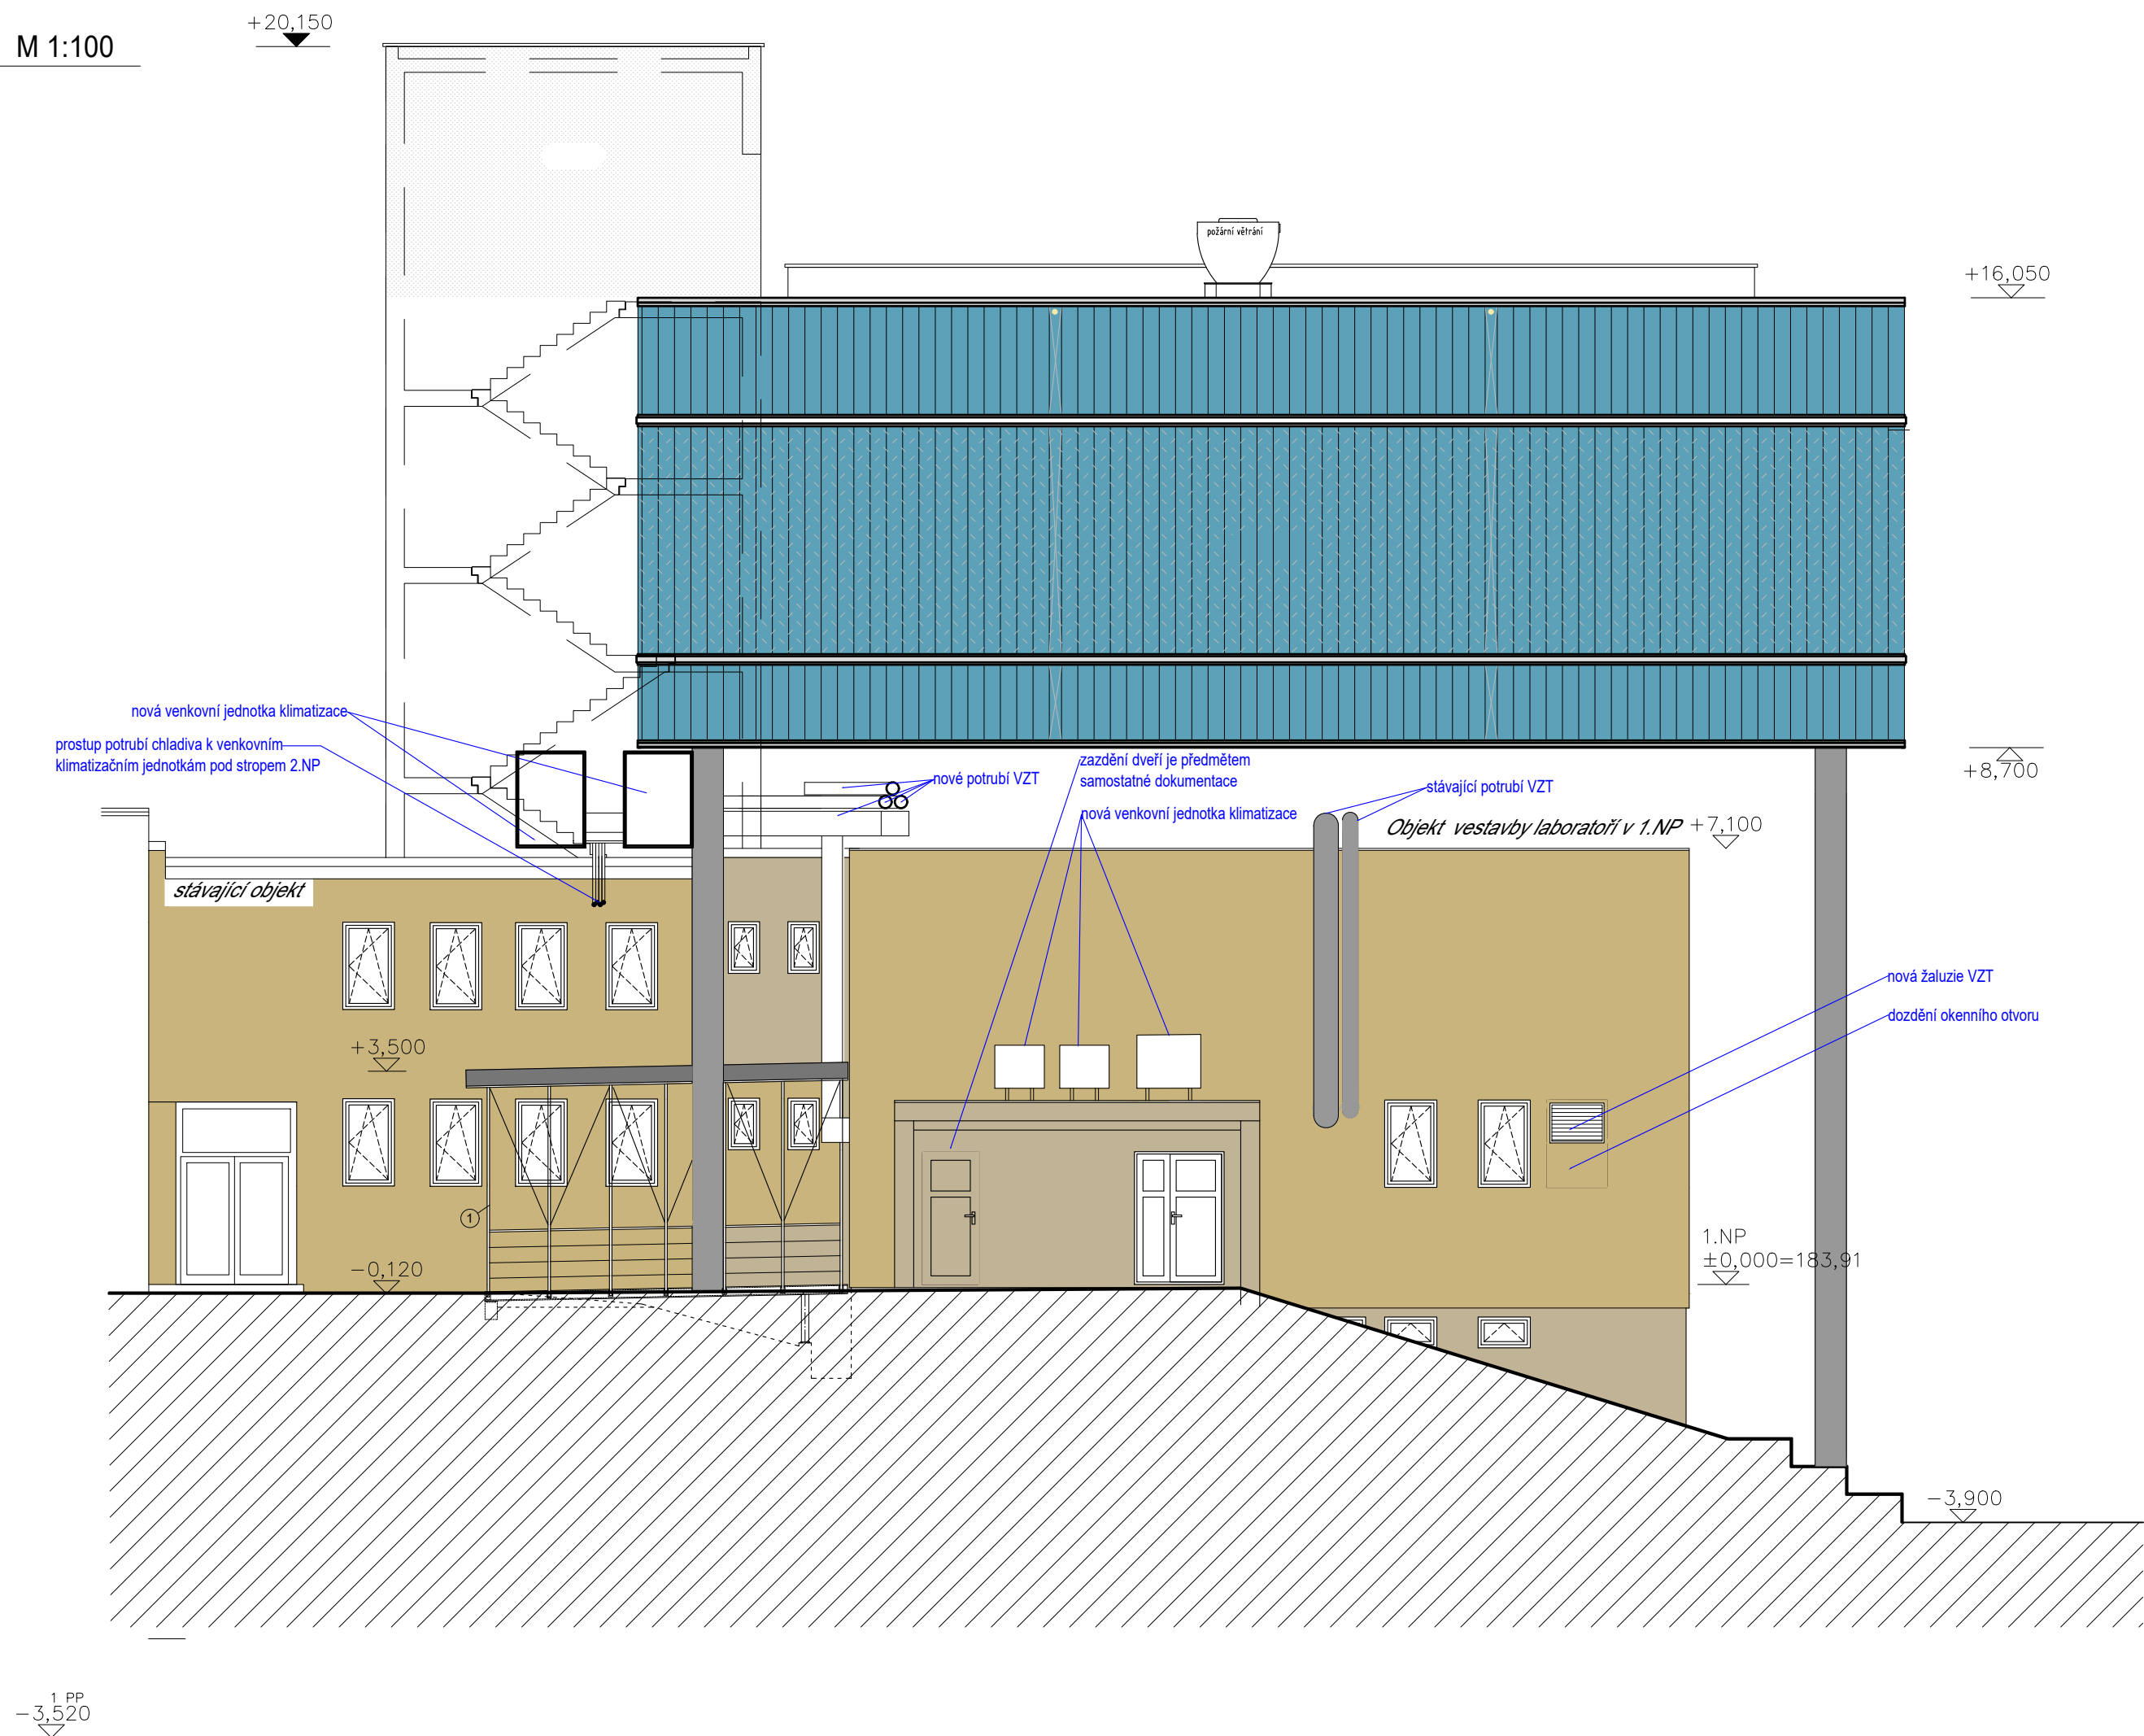 +20,150
M 1:100
požární větrání
+16,050
nová venkovní jednotka klimatizace
prostup potrubí chladiva k venkovním
klimatizačním jednotkám pod stropem 2.NP
zazdění dveří je předmětem
samostatné dokumentace
+8,700
nové potrubí VZT
stávající potrubí VZT
nová venkovní jednotka klimatizace
Objekt vestavby laboratoří v 1.NP
+7,100
stávající objekt
nová žaluzie VZT
dozdění okenního otvoru
+3,500
1
1.NP
±0,000=183,91
-0,120
-3,900
1 PP
-3,520